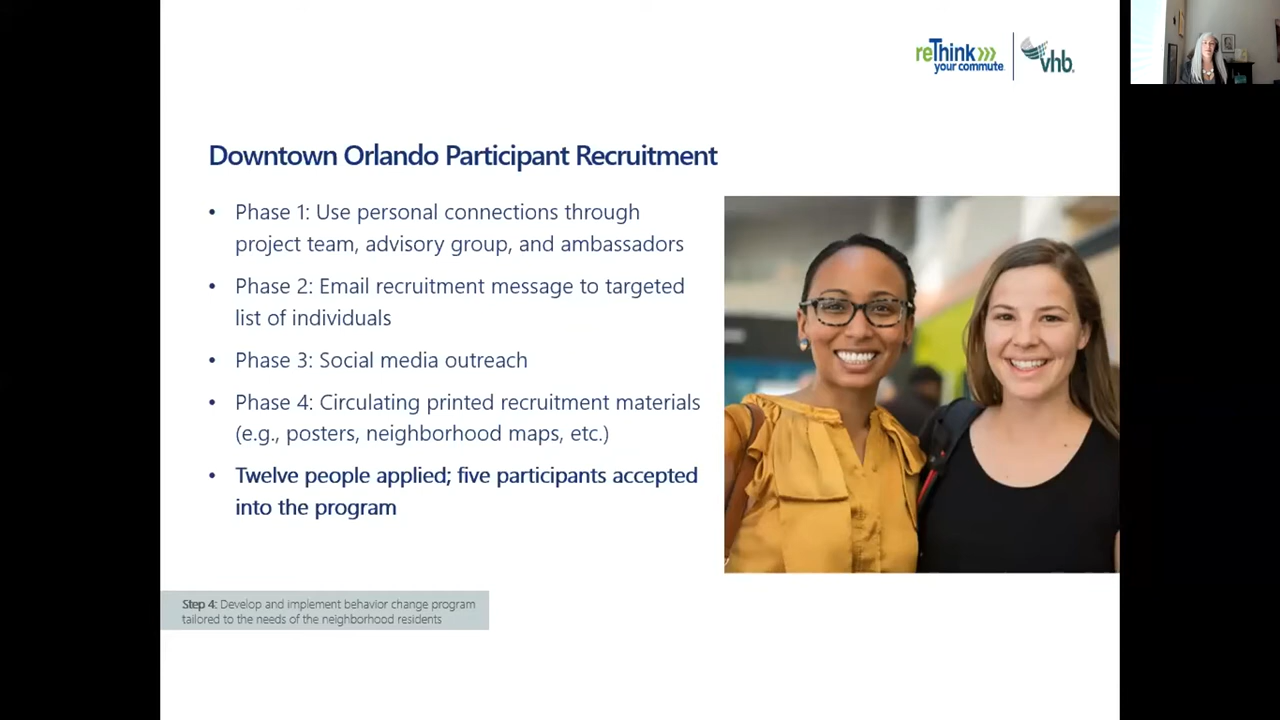 reThink
your commute.
vhb.
Downtown Orlando Participant Recruitment
• Phase 1: Use personal connections through
project team, advisory group, and ambassadors
• Phase 2: Email recruitment message to targeted
list of individuals
• Phase 3: Social media outreach
• Phase 4: Circulating printed recruitment materials
(e.g., posters, neighborhood maps, etc.)
• Twelve people applied; five participants accepted
into the program
Step 4: Develop and implement behavior change program
tailored to the needs of the neighborhood residents